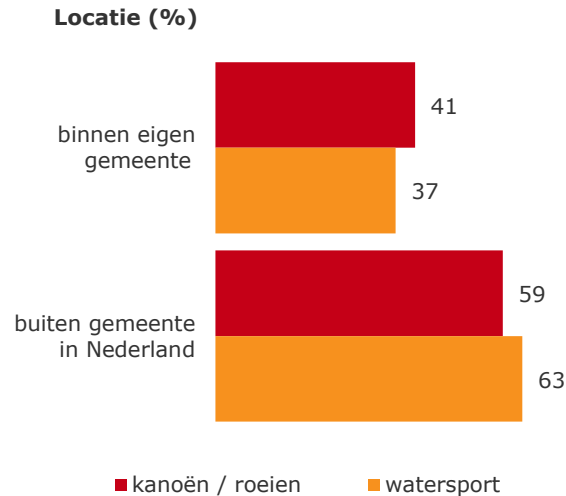 Locatie (%)
binnen eigen
gemeente
41
37
buiten gemeente
in Nederland
59
63
kanoën / roeien
watersport